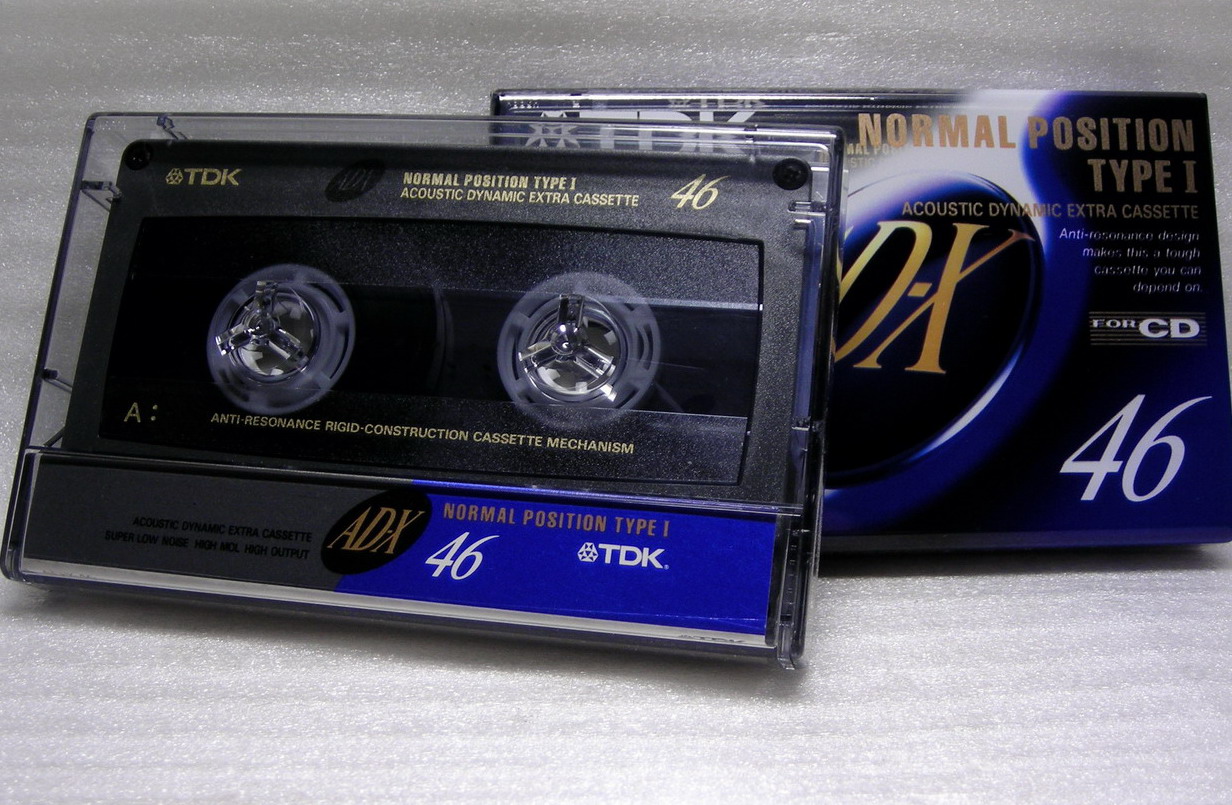 TDK
ADX
NORMAL POSITION TYPE I
ACOUSTIC DYNAMIC EXTRA CASSETTE
46
A:
ANTI-RESONANCE RIGID-CONSTRUCTION CASSETTE MECHANISM
ACOUSTIC DYNAMIC EXTRA CASSETTE
SUPER LOW NOISE HIGH MOL HIGH OUTPUT
AD-X
NORMAL POSITION TYPE I
46
TDK®
TDK
NORMAL POSITION
TYPE I
ACOUSTIC DYNAMIC EXTRA CASSETTE
Anti-resonance design
makes this a tough
cassette you can
depend on.
D-X
FOR CD
46